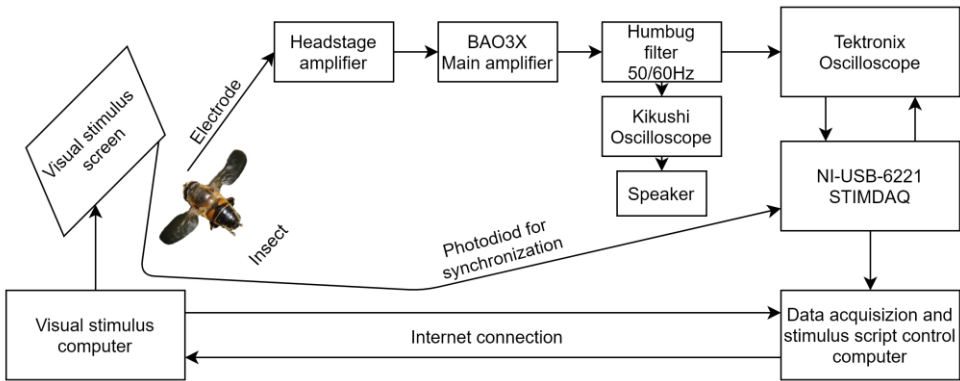 Headstage
amplifier
BAO3X
Main amplifier
Humbug
filter
50/60Hz
Tektronix
Oscilloscope
Visual stimulus
screen
Electrode
Kikushi
Oscilloscope
Speaker
NI-USB-6221
STIMDAQ
Insect
Photodiod for
synchronization
Visual stimulus
computer
Internet connection
Data acquisizion and
stimulus script control
computer